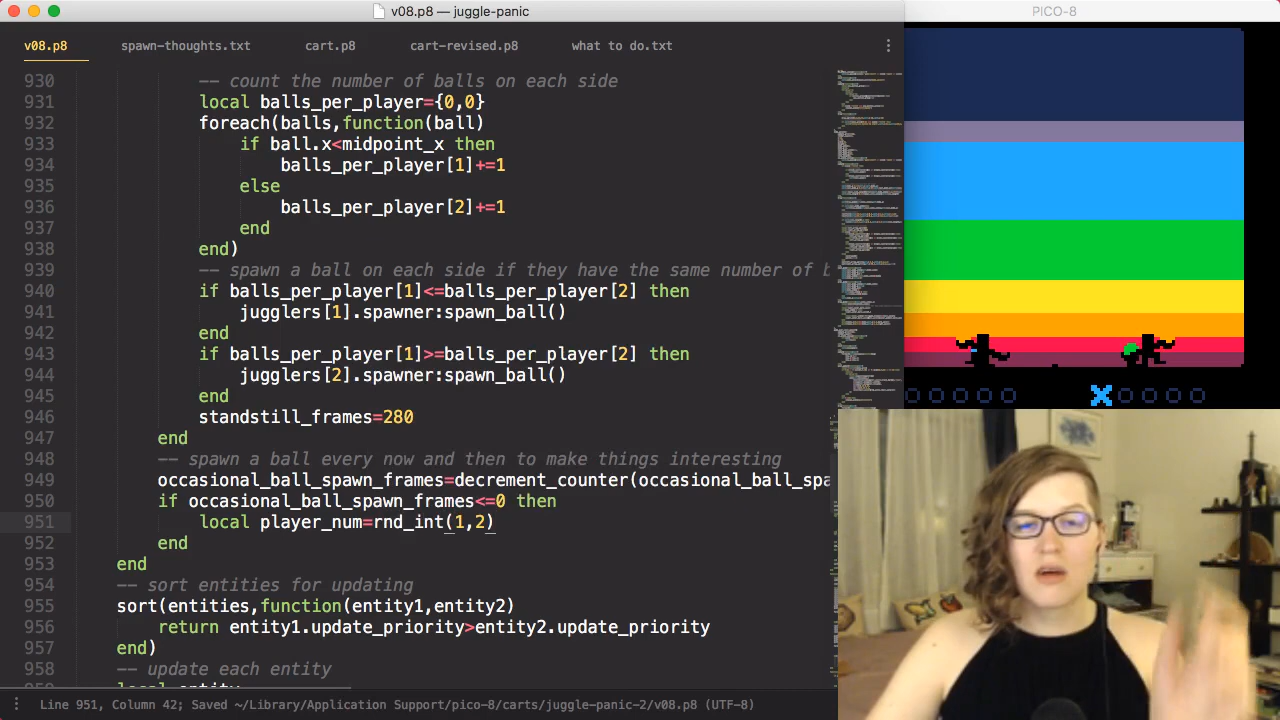 v08.p8 — juggle-panic
PICO-8
v08.p8 spawn-thoughts.txt cart.p8 cart-revised.p8 what to do.txt
930 -- count the number of balls on each side
931 local balls_per_player={0,0}
932 foreach(balls,function(ball)
933 if ball.x<midpoint_x then
934 balls_per_player[1]+=1
935 else
936 balls_per_player[2]+=1
937 end
938 end)
939 -- spawn a ball on each side if they have the same number of b
940 if balls_per_player[1]<=balls_per_player[2] then
941 jugglers[1].spawner.spawn_ball()
942 end
943 if balls_per_player[1]>=balls_per_player[2] then
944 jugglers[2].spawner.spawn_ball()
945 end
946 standstill_frames=280
947 end
948 -- spawn a ball every now and then to make things interesting
949 occasional_ball_spawn_frames=decrement_counter(occasional_ball_spa
950 if occasional_ball_spawn_frames<=0 then
951 local player_num=rnd_int(1,2)
952 end
953 end
954 -- sort entities for updating
955 sort(entities,function(entity1,entity2)
956 return entity1.update_priority>entity2.update_priority
957 end)
958 -- update each entity
local entity
Line 951, Column 42; Saved ~/Library/Application Support/pico-8/carts/juggle-panic-2/v08.p8 (UTF-8)